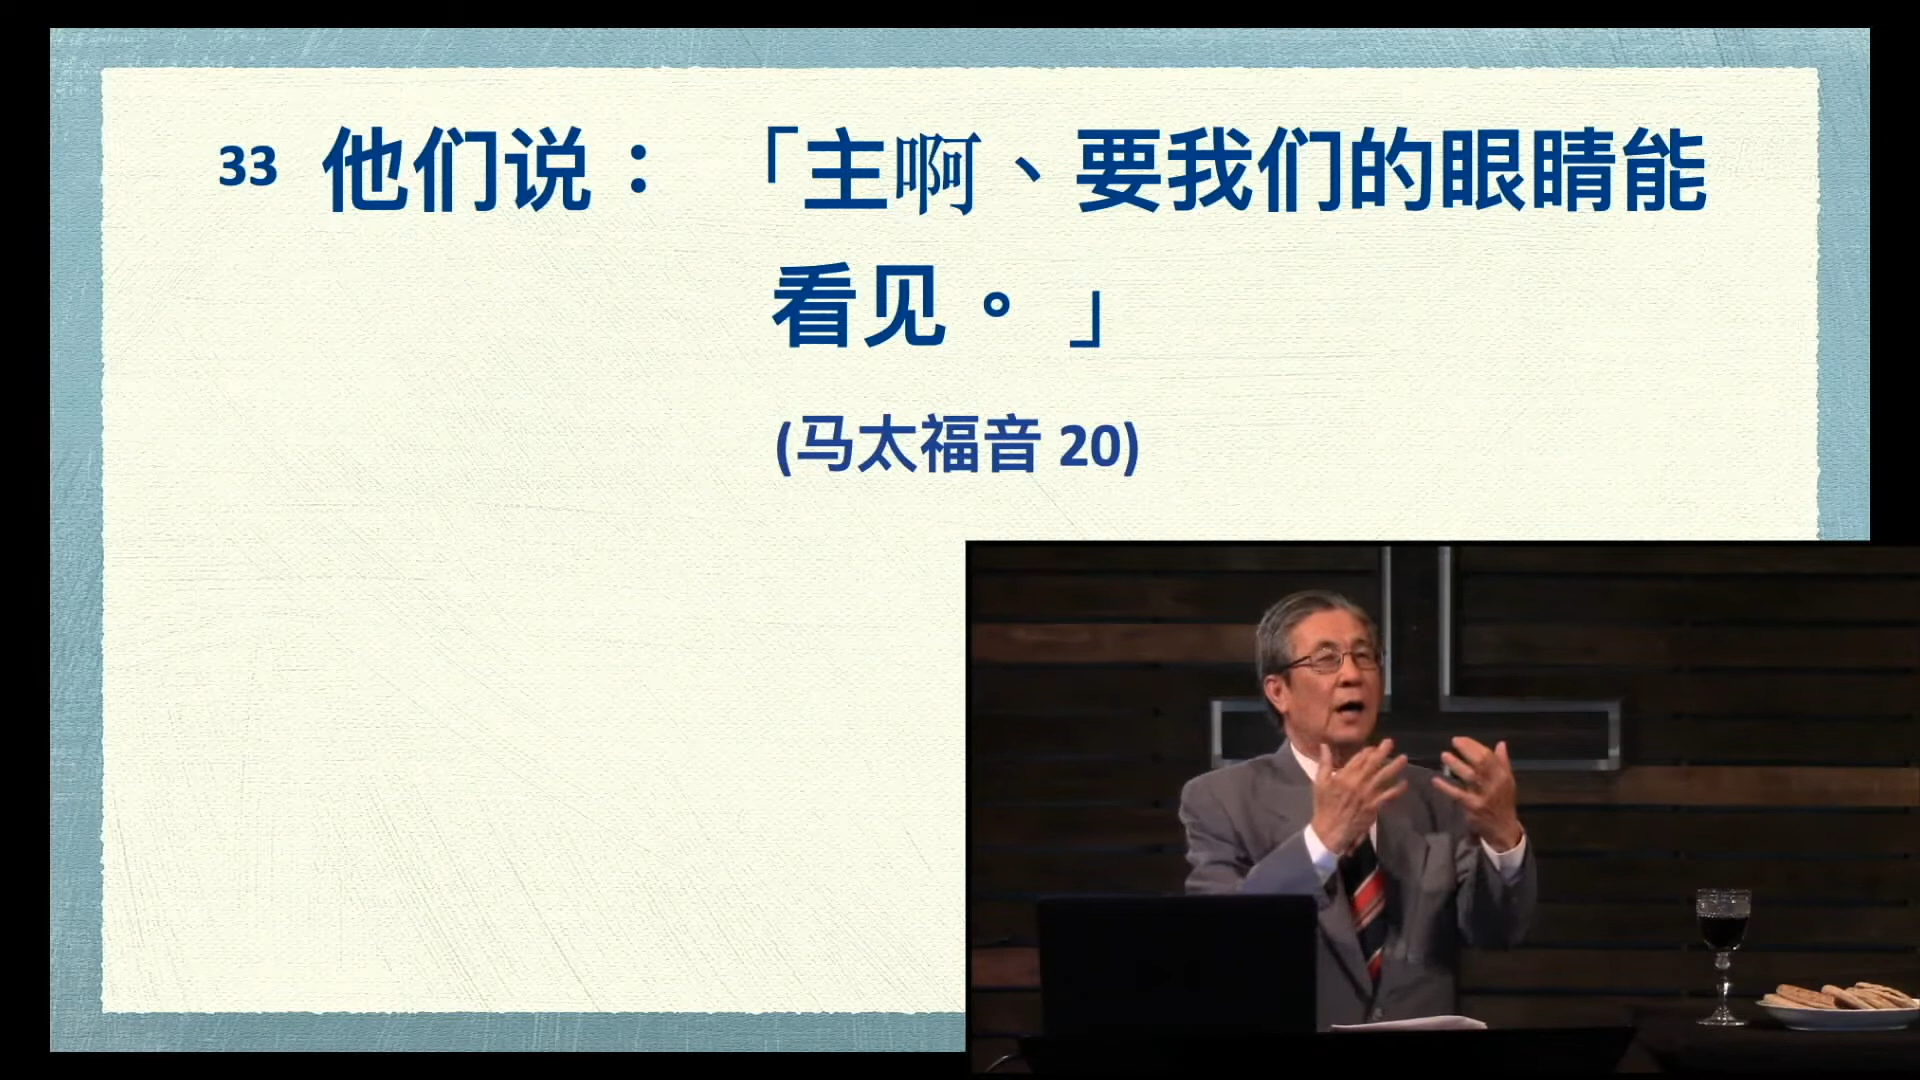 33 他们说： 「主啊、要我们的眼睛能
看见。」
(马太福音 20)